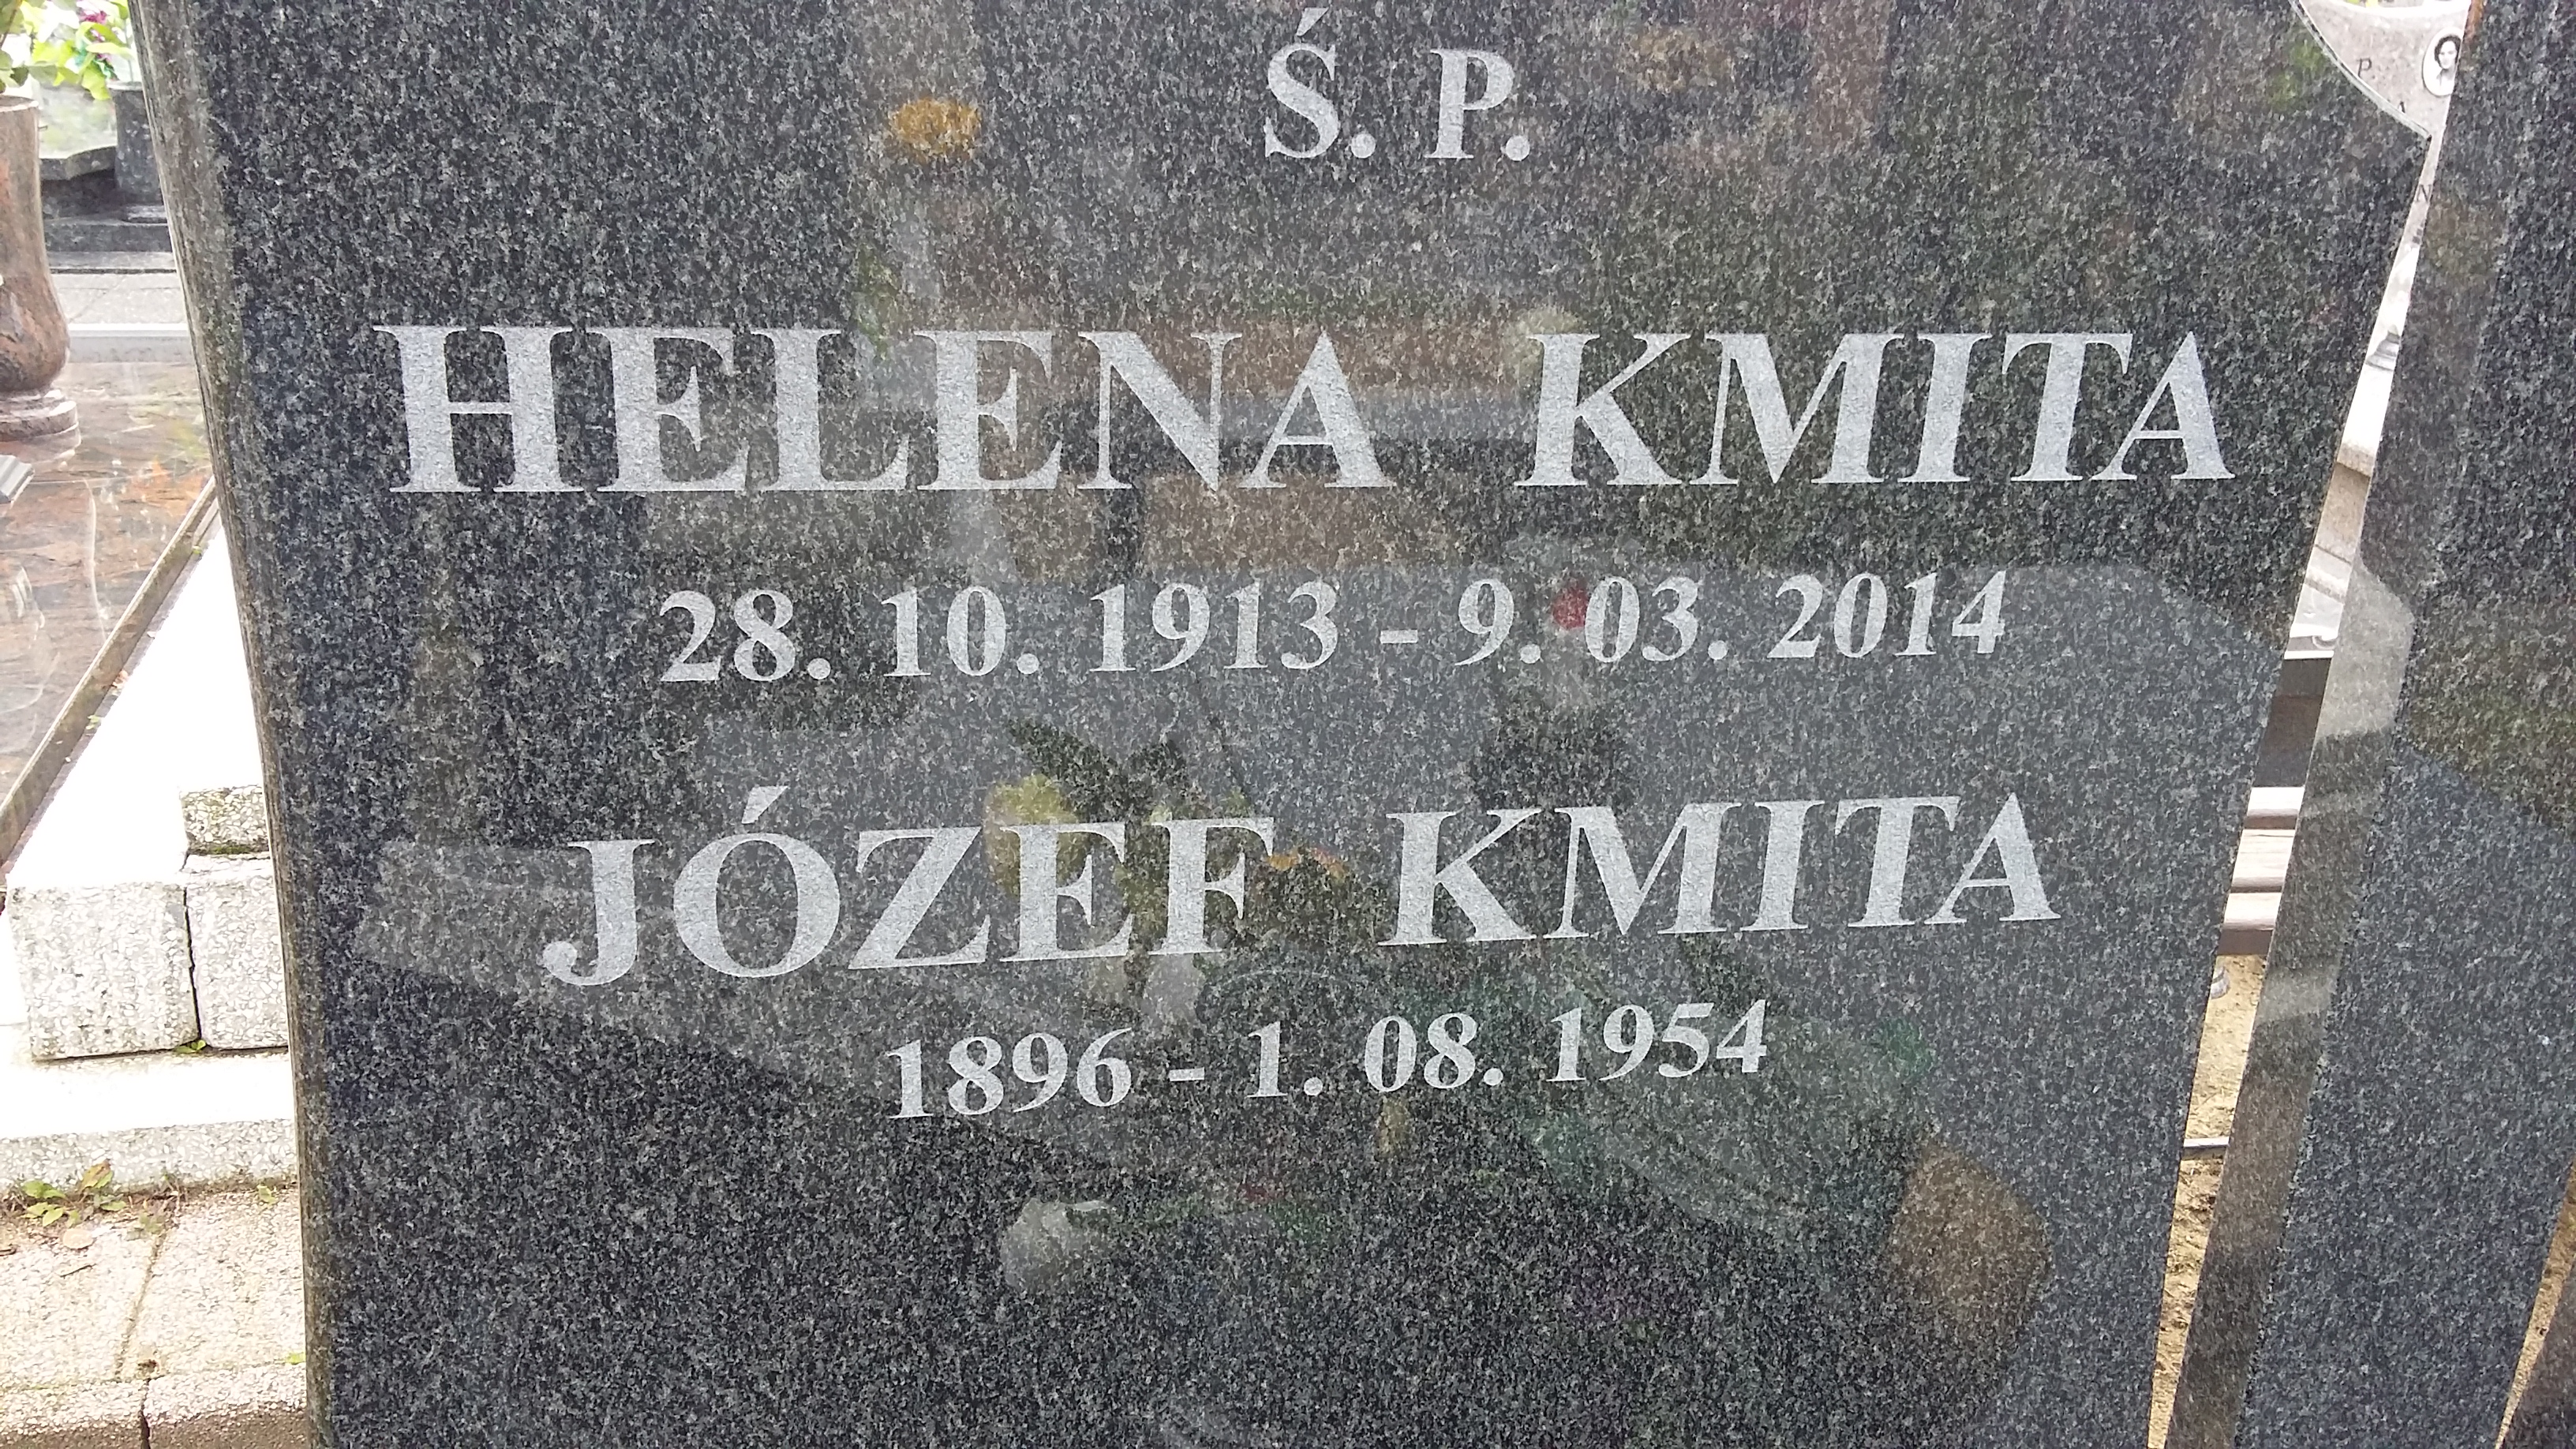 Ś. P.
HELENA KMITA
28. 10. 1913 - 9. 03. 2014
JÓZEF KMITA
1896 - 1. 08. 1954